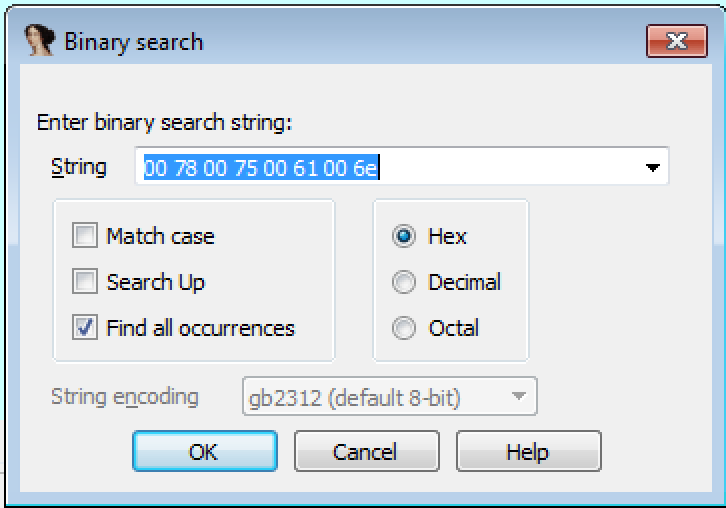 Binary search
Enter binary search string:
String 00 78 00 75 00 61 00 6e
Match case
Search Up
Find all occurrences
Hex
Decimal
Octal
String encoding gb2312 (default 8-bit)
OK Cancel Help